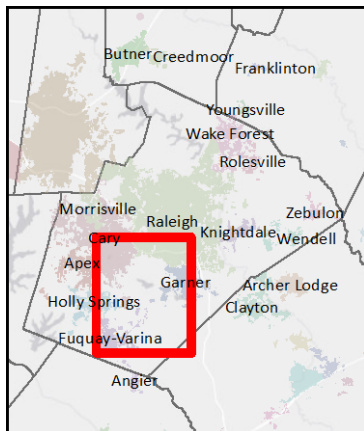 Butner
Creedmoor
Franklinton
Youngsville
Wake Forest
Rolesville
Morrisville
Raleigh
Zebulon
Knightdale
Wendell
Cary
Apex
Garner
Archer Lodge
Holly Springs
Clayton
Fuquay-Varina
Angier